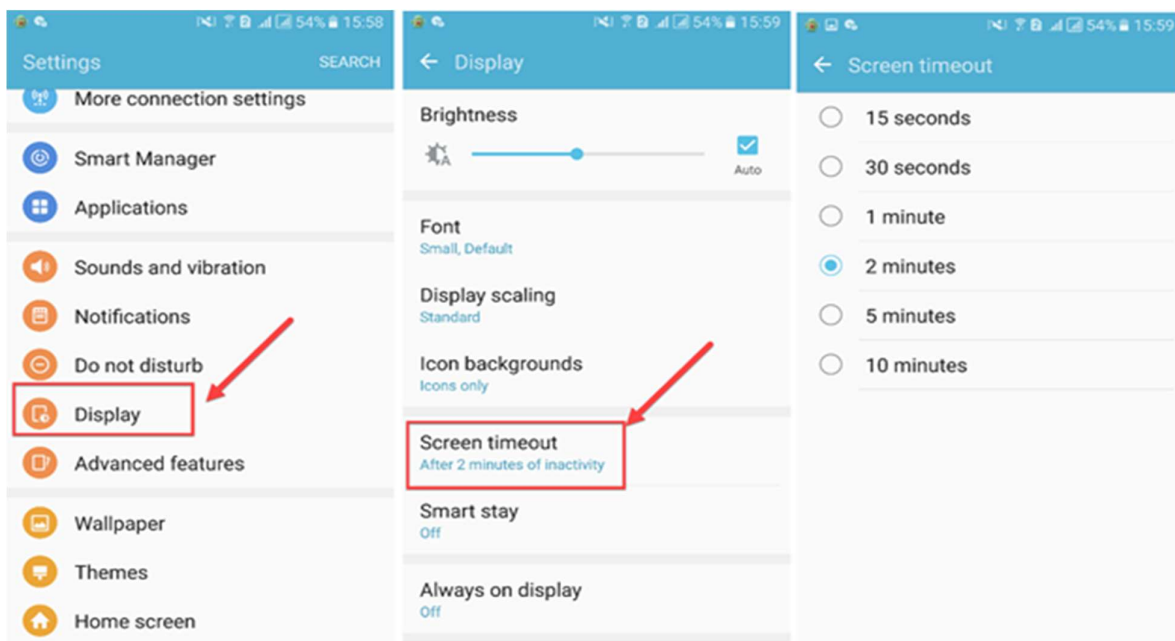 54% 15:58
Settings SEARCH
More connection settings
Smart Manager
Applications
Sounds and vibration
Notifications
Do not disturb
Display
Advanced features
Wallpaper
Themes
Home screen
54% 15:59
Display
Brightness
Auto
Font
Small, Default
Display scaling
Standard
Icon backgrounds
Icons only
Screen timeout
After 2 minutes of inactivity
Smart stay
Off
Always on display
Off
54% 15:59
Screen timeout
15 seconds
30 seconds
1 minute
2 minutes
5 minutes
10 minutes